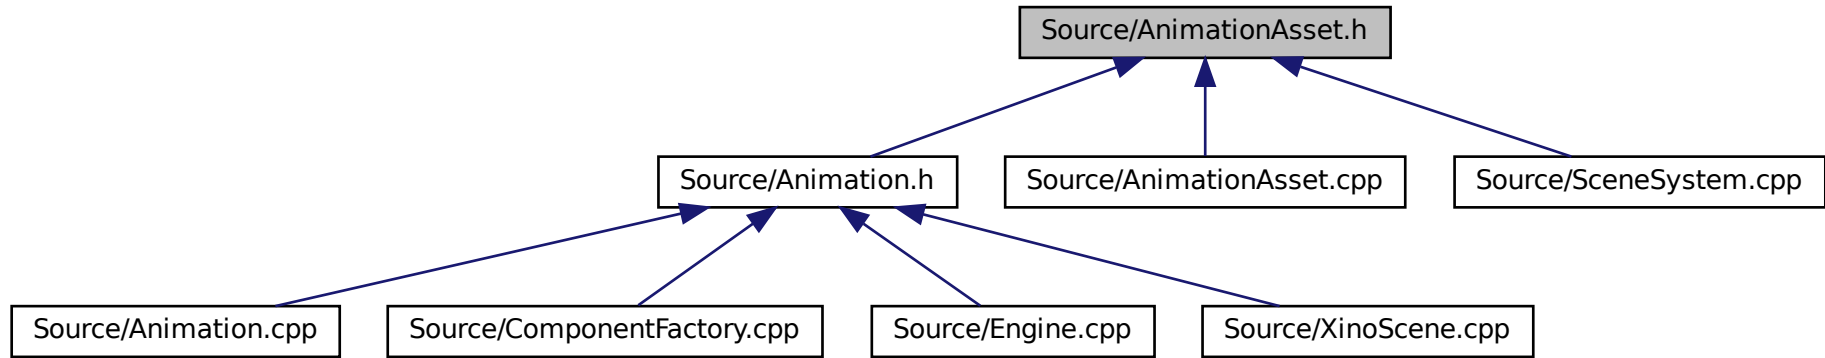 Source/AnimationAsset.h
Source/Animation.h
Source/AnimationAsset.cpp
Source/SceneSystem.cpp
Source/Animation.cpp
Source/ComponentFactory.cpp
Source/Engine.cpp
Source/XinoScene.cpp